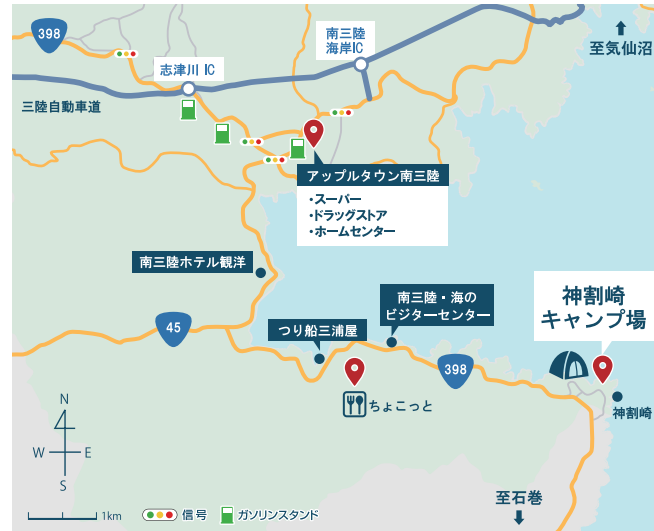 398
至気仙沼
南三陸
海岸IC
志津川 IC
三陸自動車道
アップルタウン南三陸
・スーパー
・ドラッグストア
・ホームセンター
南三陸ホテル観洋
南三陸・海の
ビジターセンター
神割崎
キャンプ場
45
つり船三浦屋
398
ちょこっと
神割崎
N
W E
S
至石巻
1km
信号
ガソリンスタンド